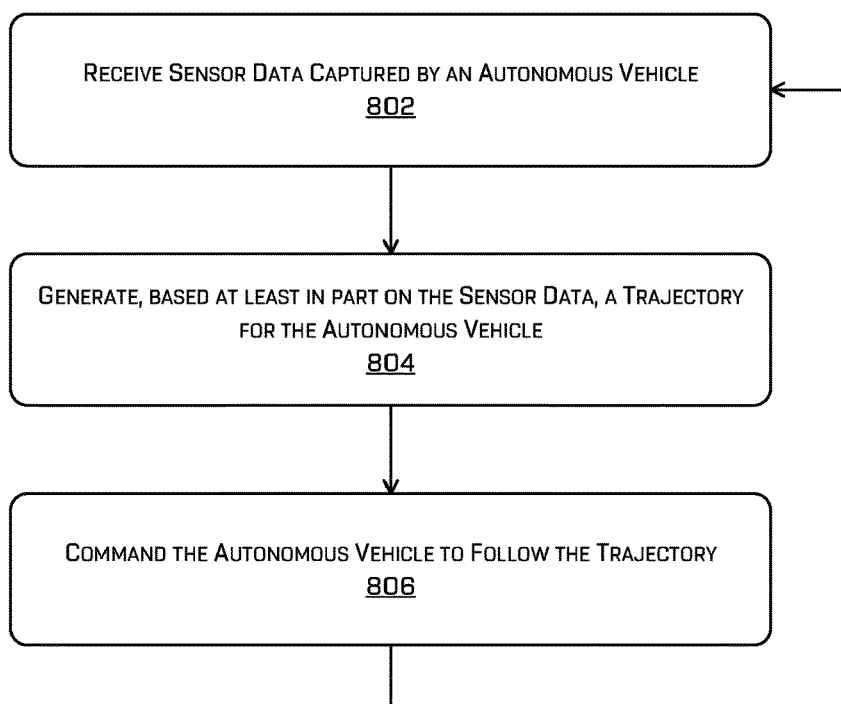 RECEIVE SENSOR DATA CAPTURED BY AN AUTONOMOUS VEHICLE
802
GENERATE, BASED AT LEAST IN PART ON THE SENSOR DATA, A TRAJECTORY
FOR THE AUTONOMOUS VEHICLE
804
COMMAND THE AUTONOMOUS VEHICLE TO FOLLOW THE TRAJECTORY
806